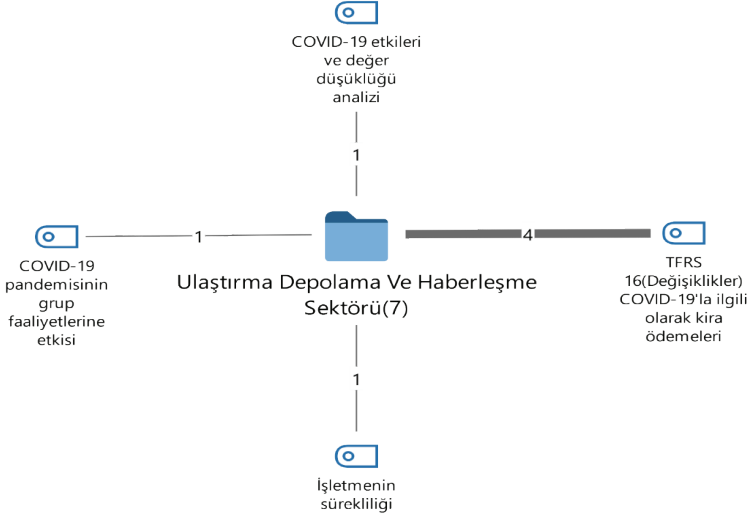 COVID-19 etkileri
ve değer
düşüklüğü
analizi
1
1
4
COVID-19
pandemisinin
grup
faaliyetlerine
etkisi
Ulaştırma Depolama Ve Haberleşme
Sektörü(7)
TFRS
16(Değişiklikler)
COVID-19'la ilgili
olarak kira
ödemeleri
1
İşletmenin
sürekliliği